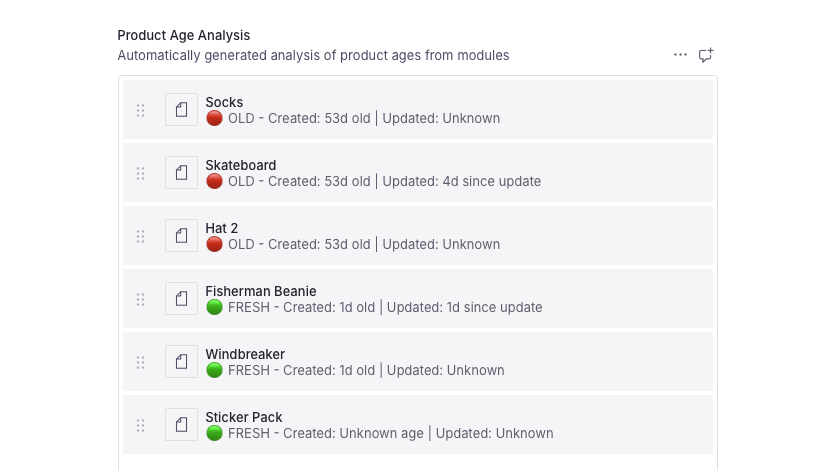 Product Age Analysis
Automatically generated analysis of product ages from modules
Socks
OLD - Created: 53d old | Updated: Unknown
Skateboard
OLD - Created: 53d old | Updated: 4d since update
Hat 2
OLD - Created: 53d old | Updated: Unknown
Fisherman Beanie
FRESH - Created: 1d old | Updated: 1d since update
Windbreaker
FRESH - Created: 1d old | Updated: Unknown
Sticker Pack
FRESH - Created: Unknown age | Updated: Unknown